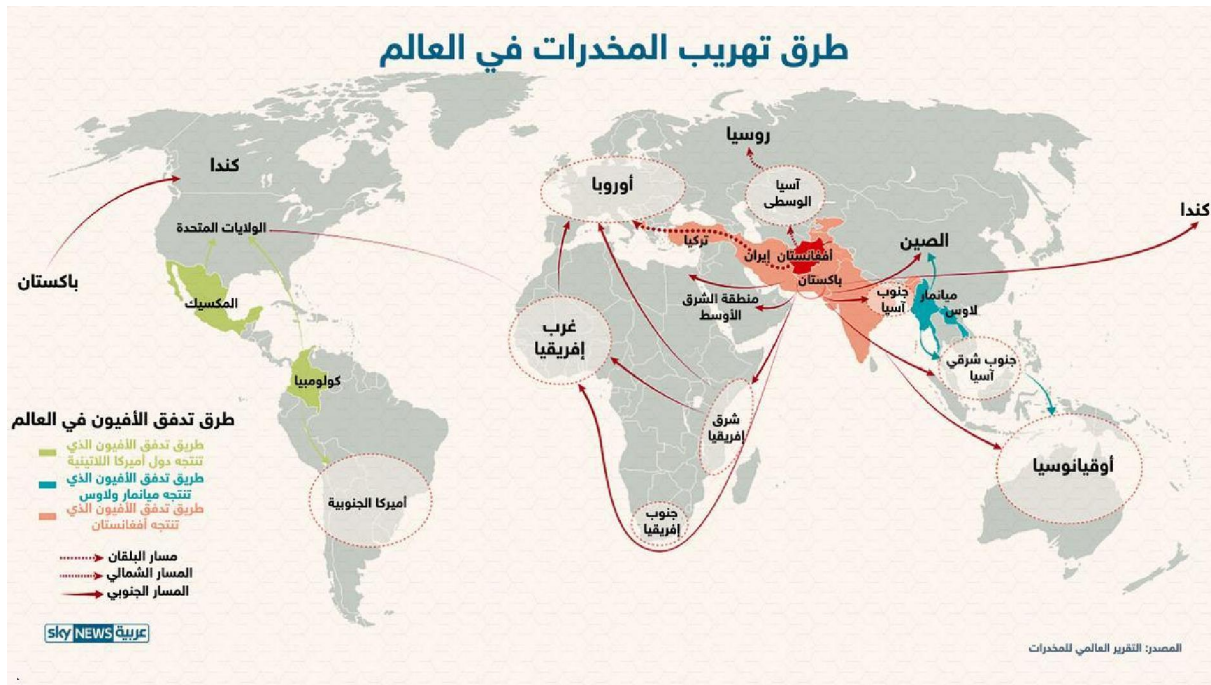 طرق تهريب المخدرات في العالم
روسيا
كندا
آسيا
الوسطى
أوروبا
كندا
الولايات المتحدة
الصين
تركيا
إيران
أفغانستان
باكستان
باكستان
المكسيك
منطقة الشرق
الأوسط
جنوب
آسيا
ميانمار
لاوس
غرب
إفريقيا
جنوب شرقي
آسيا
كولومبيا
شرق
إفريقيا
أوقيانوسيا
أميركا الجنوبية
جنوب
إفريقيا
طرق تدفق الأفيون في العالم
طريق تدفق الأفيون الذي
تنتجه دول أميركا اللاتينية
طريق تدفق الأفيون الذي
تنتجه ميانمار ولاوس
طريق تدفق الأفيون الذي
تنتجه أفغانستان
مسار البلقان
المسار الشمالي
المسار الجنوبي
sky NEWS عربية
المصدر: التقرير العالمي للمخدرات